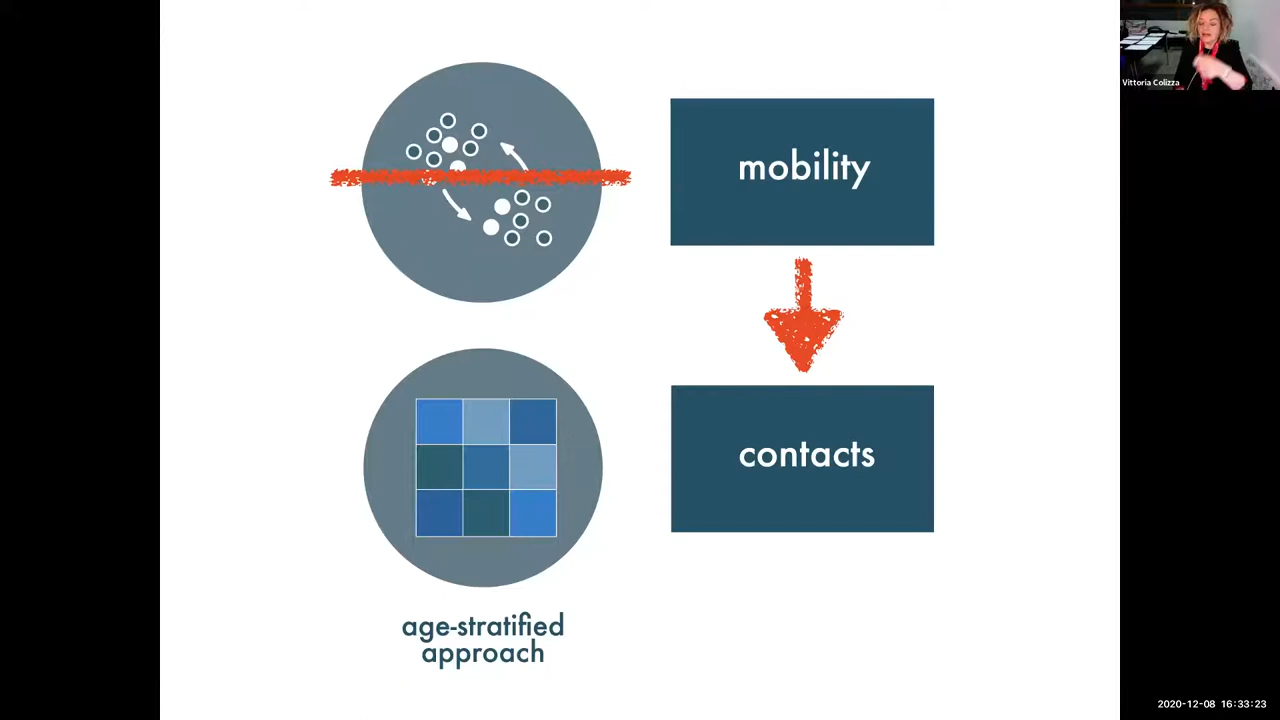 Vittoria Colizza
mobility
contacts
age-stratified
approach
2020-12-08 16:33:23